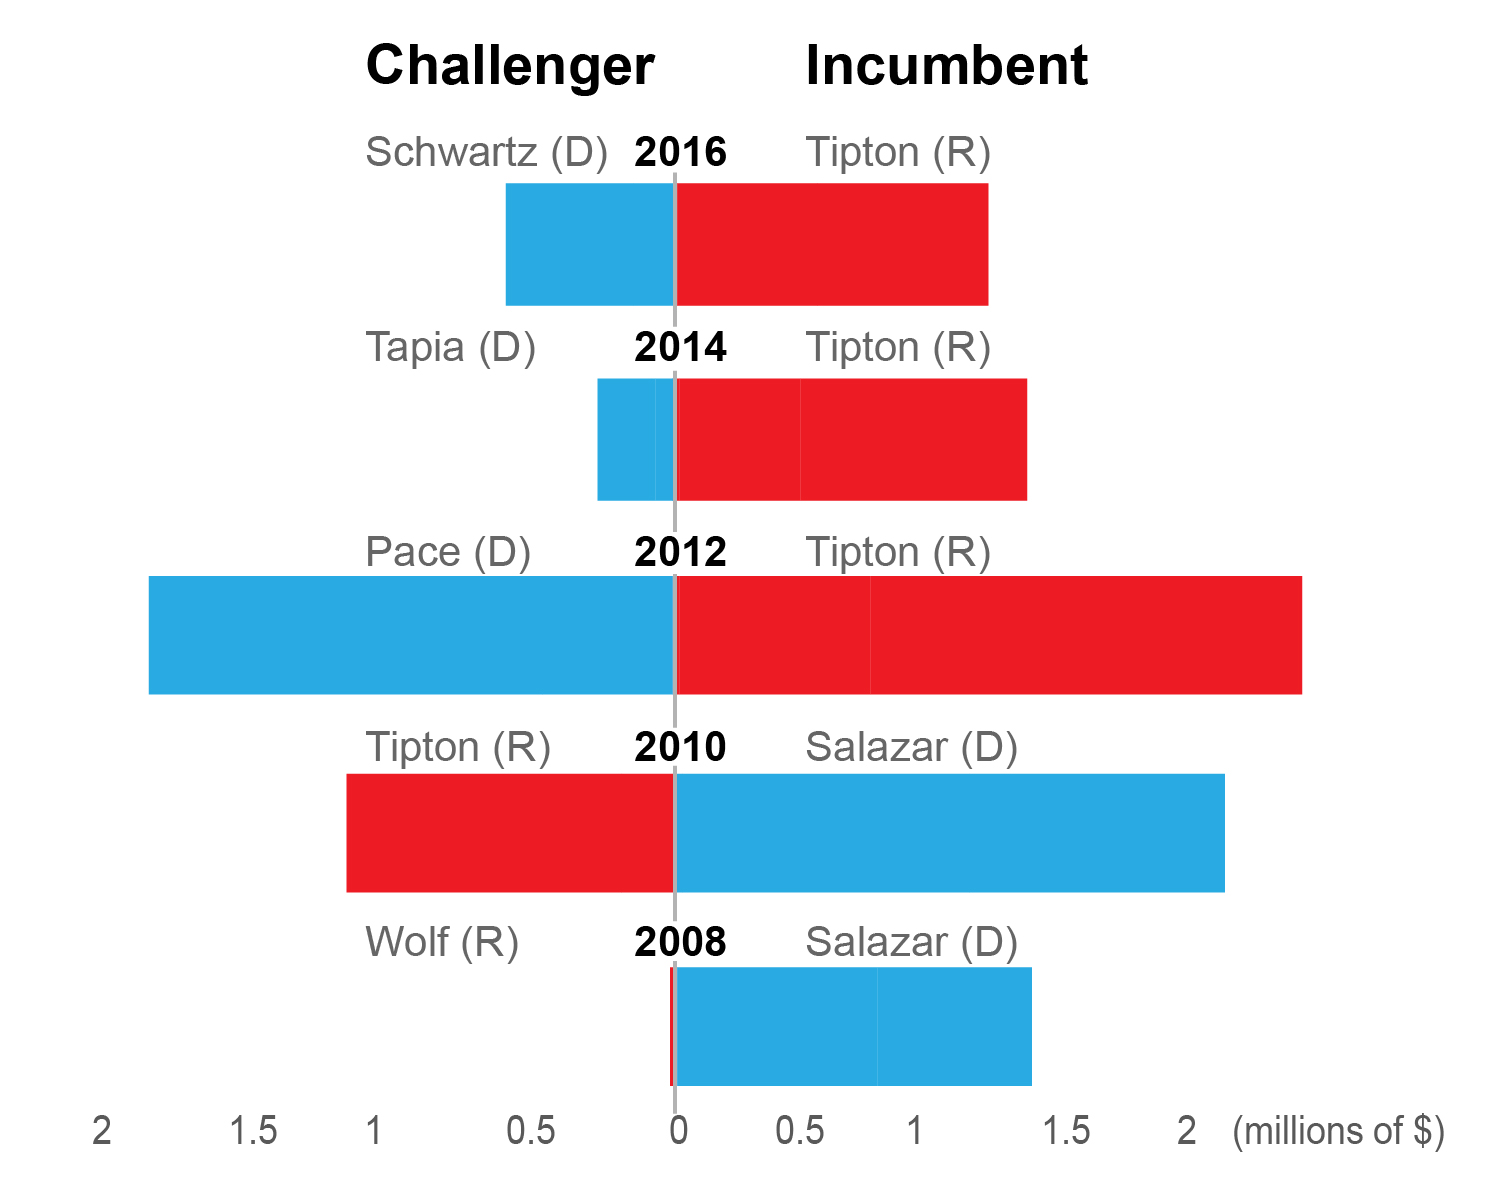 Challenger Incumbent
Schwartz (D) 2016 Tipton (R)
Tapia (D) 2014 Tipton (R)
Pace (D) 2012 Tipton (R)
Tipton (R) 2010 Salazar (D)
Wolf (R) 2008 Salazar (D)
2 1.5 1 0.5 0 0.5 1 1.5 2 (millions of $)